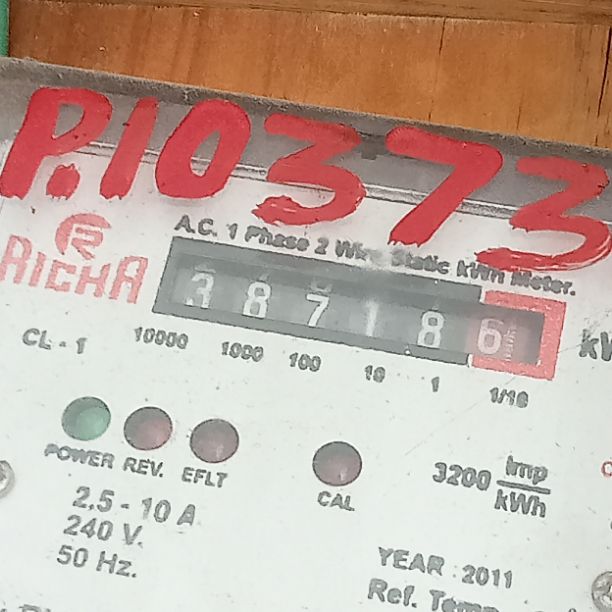 P.10373
A.C. 1 Phase 2 Wire Static kWh Meter.
RICHA
3 8 7 1 8 6
CL - 1
10000 1000 100 10 1 1/10
POWER REV. EFLT
CAL
3200 Imp/kWh
2,5 - 10 A
240 V.
50 Hz.
YEAR : 2011
Ref.